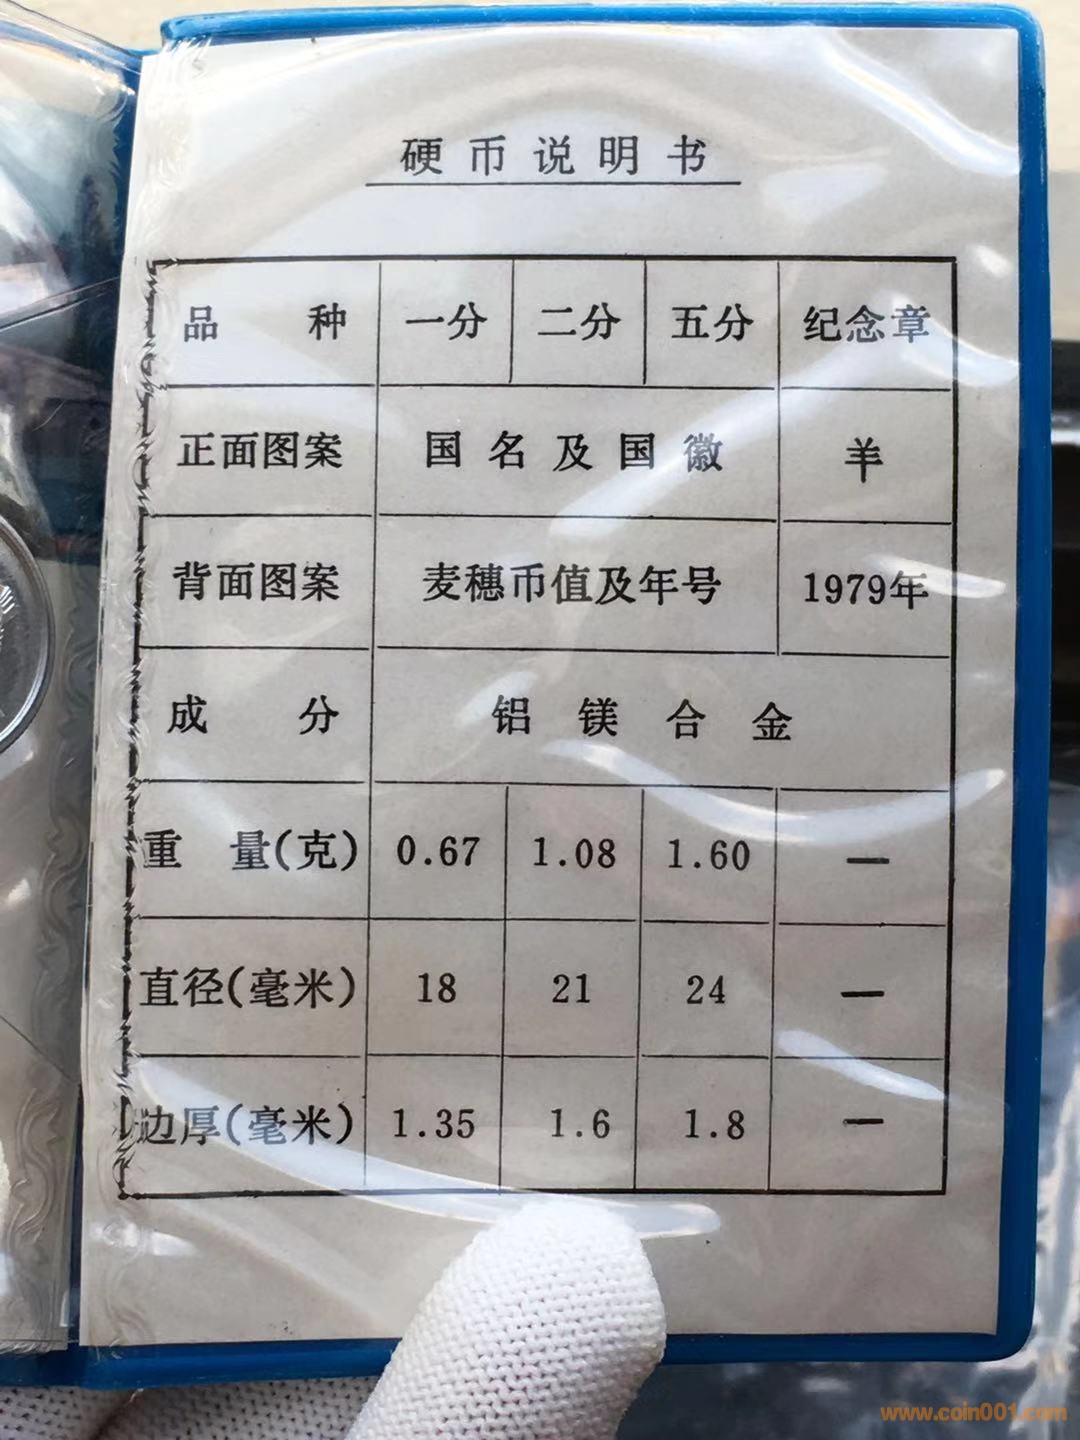 硬币说明书
品 种 一分 二分 五分 纪念章
正面图案 国名及国徽 羊
背面图案 麦穗币值及年号 1979年
成 分 铝镁合金
重 量(克) 0.67 1.08 1.60 —
直径(毫米) 18 21 24 —
边厚(毫米) 1.35 1.6 1.8 —
www.coin001.com